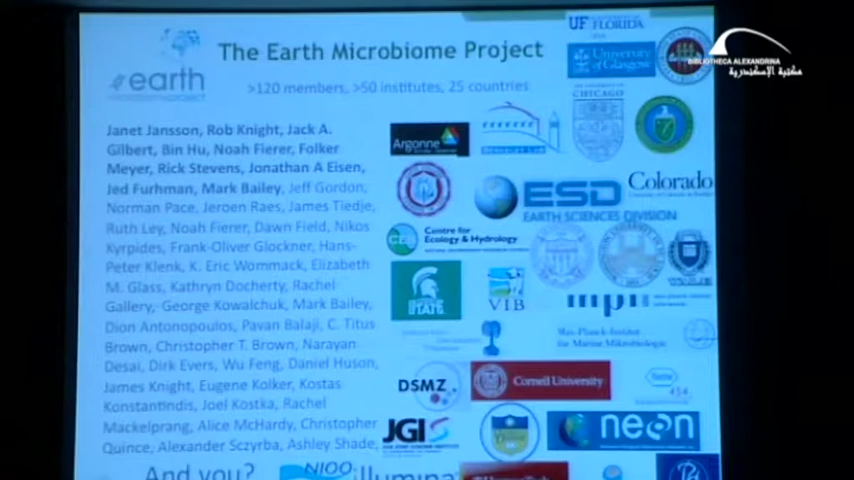 The Earth Microbiome Project
earth
>120 members, >50 institutes, 25 countries
Janet Jansson, Rob Knight, Jack A.
Gilbert, Bin Hu, Noah Fierer, Folker
Meyer, Rick Stevens, Jonathan A Eisen,
Jed Furhman, Mark Bailey, Jeff Gordon,
Norman Pace, Jeroen Raes, James Tiedje,
Ruth Ley, Noah Fierer, Dawn Field, Nikos
Kyrpides, Frank-Oliver Glockner, Hans-
Peter Klenk, K. Eric Wommack, Elizabeth
M. Glass, Kathryn Docherty, Rachel
Gallery, George Kowalchuk, Mark Bailey,
Dion Antonopoulos, Pavan Balaji, C. Titus
Brown, Christopher T. Brown, Narayan
Desai, Dirk Evers, Wu Feng, Daniel Huson,
James Knight, Eugene Kolker, Kostas
Konstantindis, Joel Kostka, Rachel
Mackelprang, Alice McHardy, Christopher
Quince, Alexander Sczyrba, Ashley Shade,
And you?
UF
FLORIDA
University
of Glasgow
BIBLIOTHECA ALEXANDRINA
مكتبة الإسكندرية
CHICAGO
Argonne
BERKELEY LAB
ESD
EARTH SCIENCES DIVISION
Colorado
CEH
Centre for
Ecology & Hydrology
STATE
VIB
mpi
Max-Planck-Institut
für Marine Mikrobiologie
DSMZ
Cornell University
454
JGI
neon
NIOO
illumina